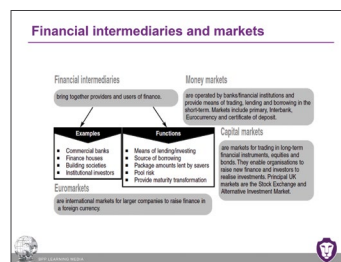 Financial intermediaries and markets
Financial intermediaries
bring together providers and users of finance.
Examples
■ Commercial banks
■ Finance houses
■ Building societies
■ Institutional investors
Functions
■ Means of lending/investing
■ Source of borrowing
■ Package amounts lent by savers
■ Pool risk
■ Provide maturity transformation
Euromarkets
are international markets for larger companies to raise finance in
a foreign currency.
Money markets
are operated by banks/financial institutions and
provide means of trading, lending and borrowing in the
short-term. Markets include primary, Interbank,
Eurocurrency and certificate of deposit.
Capital markets
are markets for trading in long-term
financial instruments, equities and
bonds. They enable organisations to
raise new finance and investors to
realise investments. Principal UK
markets are the Stock Exchange and
Alternative Investment Market.
BPP LEARNING MEDIA